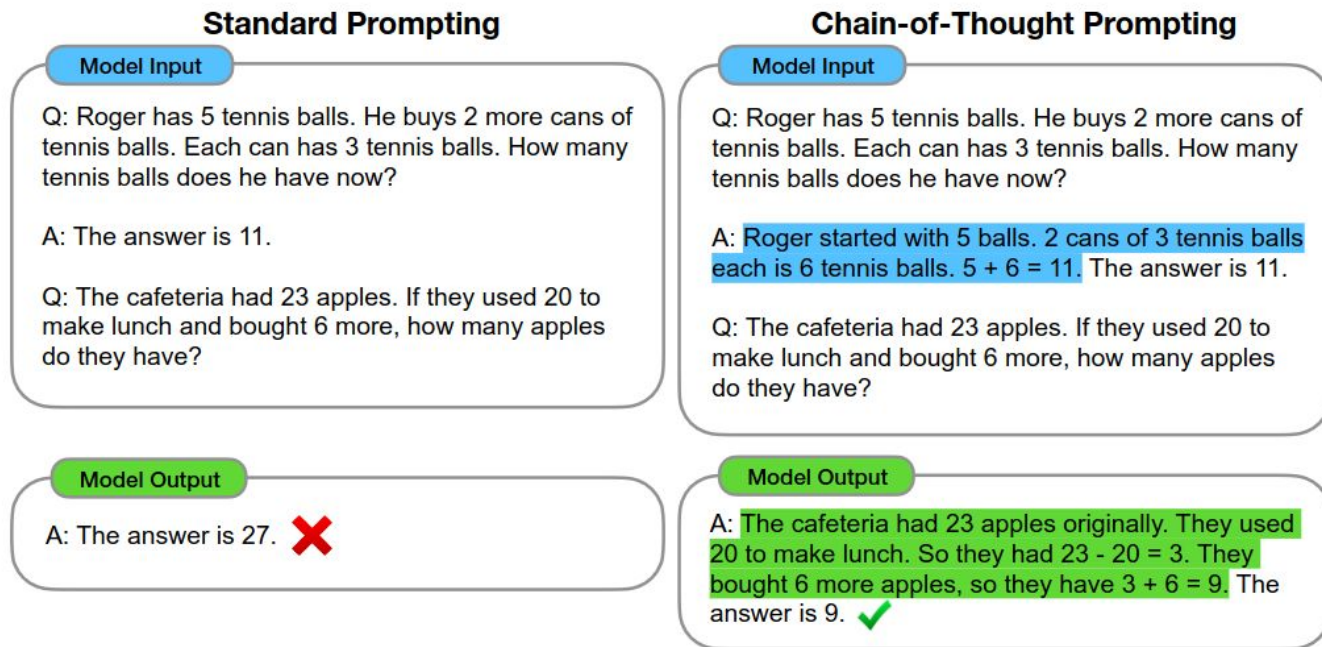 Standard Prompting
Model Input
Q: Roger has 5 tennis balls. He buys 2 more cans of
tennis balls. Each can has 3 tennis balls. How many
tennis balls does he have now?
A: The answer is 11.
Q: The cafeteria had 23 apples. If they used 20 to
make lunch and bought 6 more, how many apples
do they have?
Model Output
A: The answer is 27.
Chain-of-Thought Prompting
Model Input
Q: Roger has 5 tennis balls. He buys 2 more cans of
tennis balls. Each can has 3 tennis balls. How many
tennis balls does he have now?
A: Roger started with 5 balls. 2 cans of 3 tennis balls
each is 6 tennis balls. 5 + 6 = 11. The answer is 11.
Q: The cafeteria had 23 apples. If they used 20 to
make lunch and bought 6 more, how many apples
do they have?
Model Output
A: The cafeteria had 23 apples originally. They used
20 to make lunch. So they had 23 - 20 = 3. They
bought 6 more apples, so they have 3 + 6 = 9. The
answer is 9.